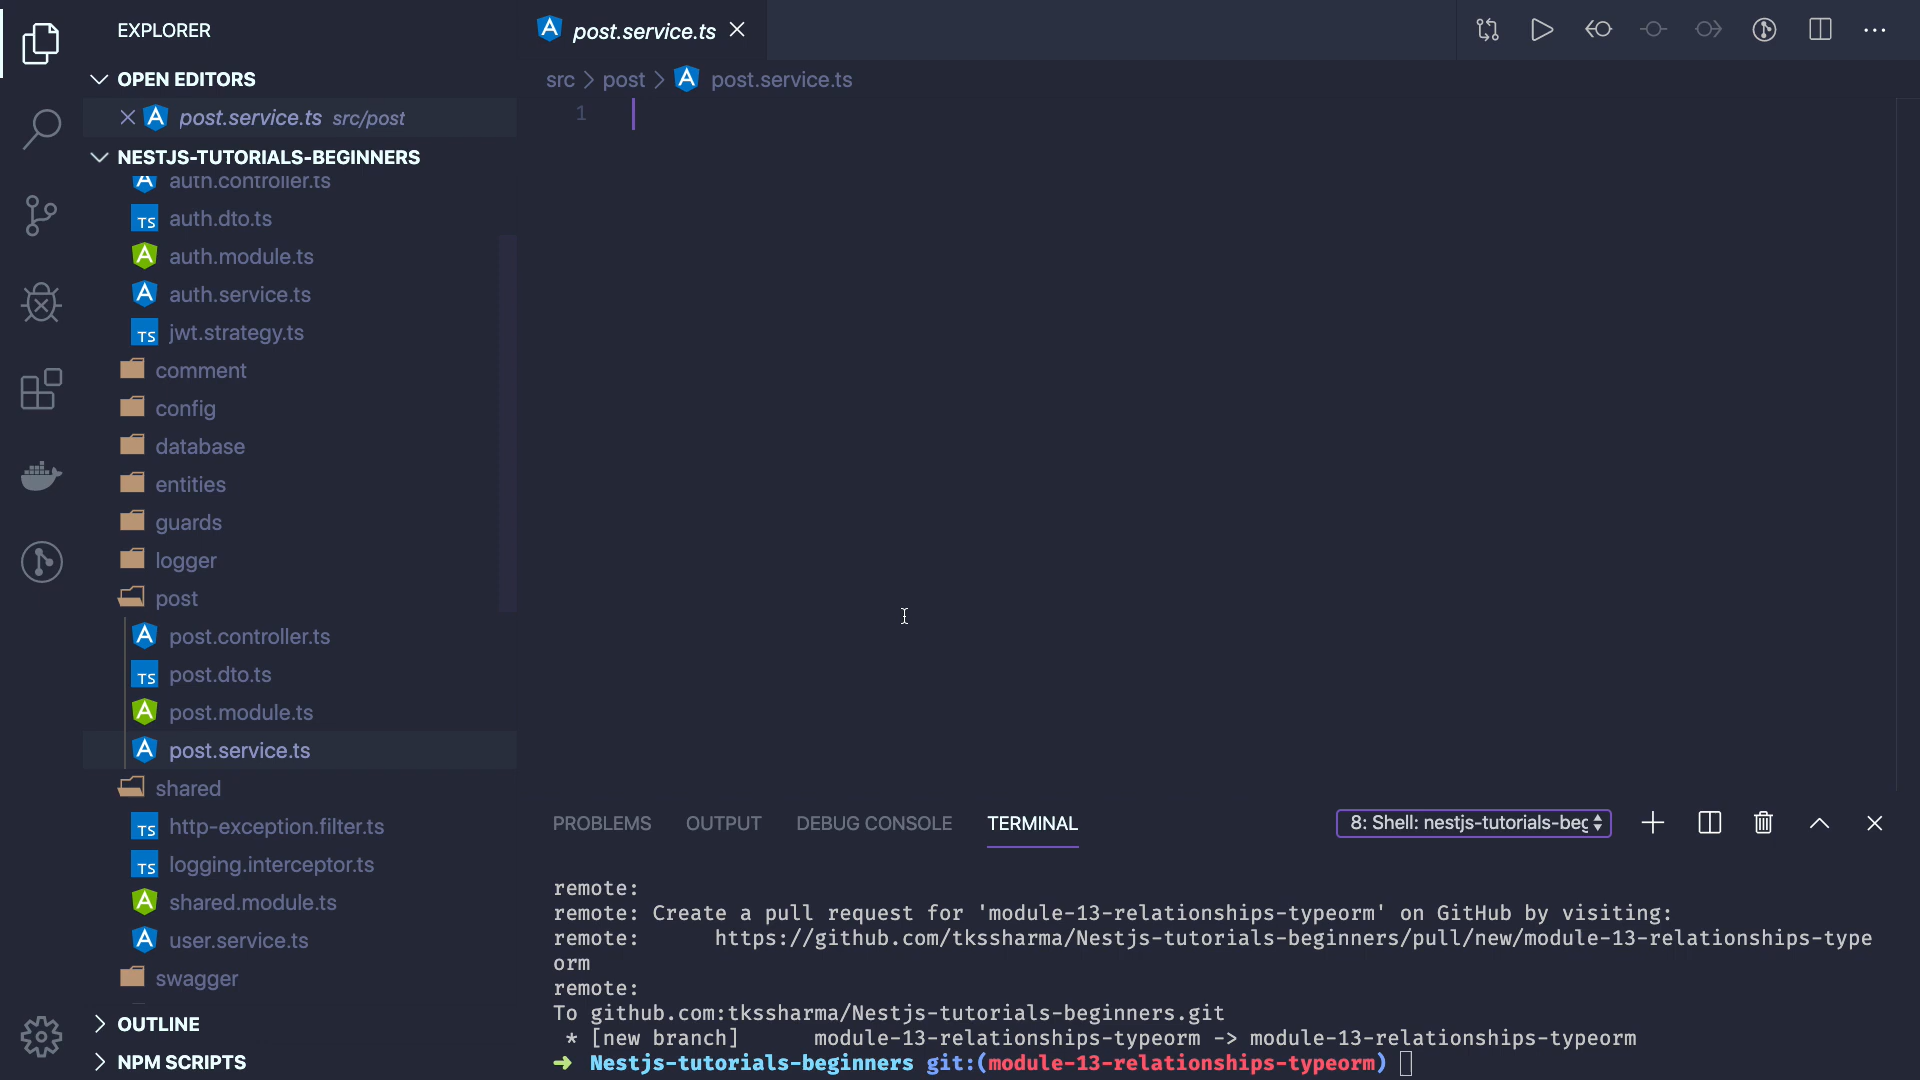 EXPLORER
OPEN EDITORS
post.service.ts src/post
NESTJS-TUTORIALS-BEGINNERS
auth.controller.ts
TS auth.dto.ts
auth.module.ts
auth.service.ts
TS jwt.strategy.ts
comment
config
database
entities
guards
logger
post
post.controller.ts
TS post.dto.ts
post.module.ts
post.service.ts
shared
TS http-exception.filter.ts
TS logging.interceptor.ts
shared.module.ts
user.service.ts
swagger
OUTLINE
NPM SCRIPTS
post.service.ts
src > post > post.service.ts
1
PROBLEMS OUTPUT DEBUG CONSOLE TERMINAL 8: Shell: nestjs-tutorials-beg
remote:
remote: Create a pull request for 'module-13-relationships-typeorm' on GitHub by visiting:
remote:      https://github.com/tkssharma/Nestjs-tutorials-beginners/pull/new/module-13-relationships-type
orm
remote:
To github.com:tkssharma/Nestjs-tutorials-beginners.git
 * [new branch]      module-13-relationships-typeorm -> module-13-relationships-typeorm
➜ Nestjs-tutorials-beginners git:(module-13-relationships-typeorm)